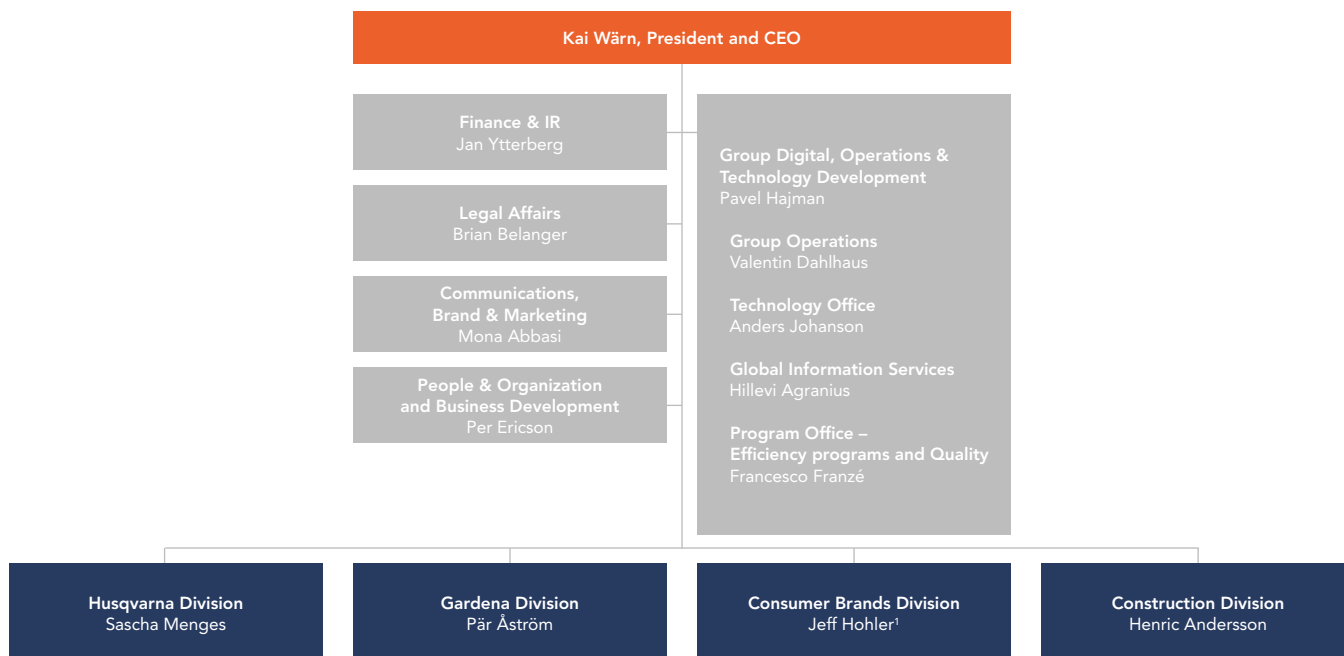 Kai Wärn, President and CEO
Finance & IR
Jan Ytterberg
Legal Affairs
Brian Belanger
Communications,
Brand & Marketing
Mona Abbasi
People & Organization
and Business Development
Per Ericson
Group Digital, Operations &
Technology Development
Pavel Hajman
Group Operations
Valentin Dahlhaus
Technology Office
Anders Johanson
Global Information Services
Hillevi Agranius
Program Office –
Efficiency programs and Quality
Francesco Franzé
Husqvarna Division
Sascha Menges
Gardena Division
Pär Åström
Consumer Brands Division
Jeff Hohler¹
Construction Division
Henric Andersson